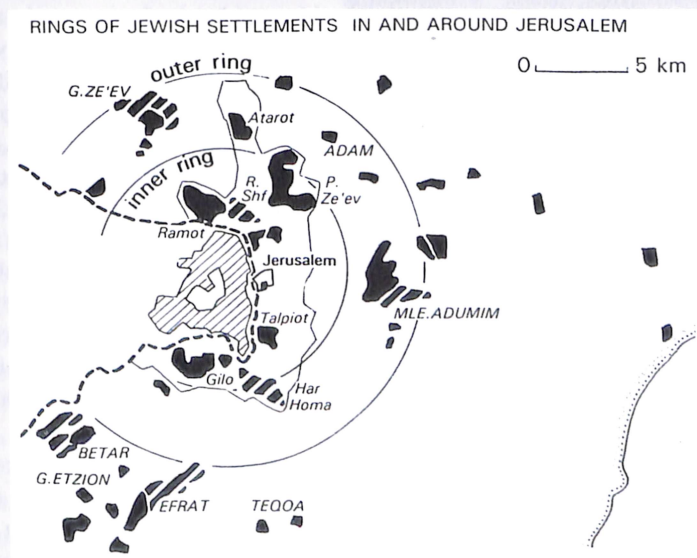 RINGS OF JEWISH SETTLEMENTS IN AND AROUND JERUSALEM
0 5 km
outer ring
G.ZE'EV
Atarot
ADAM
inner ring
R.
Shf
P.
Ze'ev
Ramot
Jerusalem
MLE.ADUMIM
Talpiot
Gilo
Har
Homa
BETAR
G.ETZION
EFRAT
TEQOA